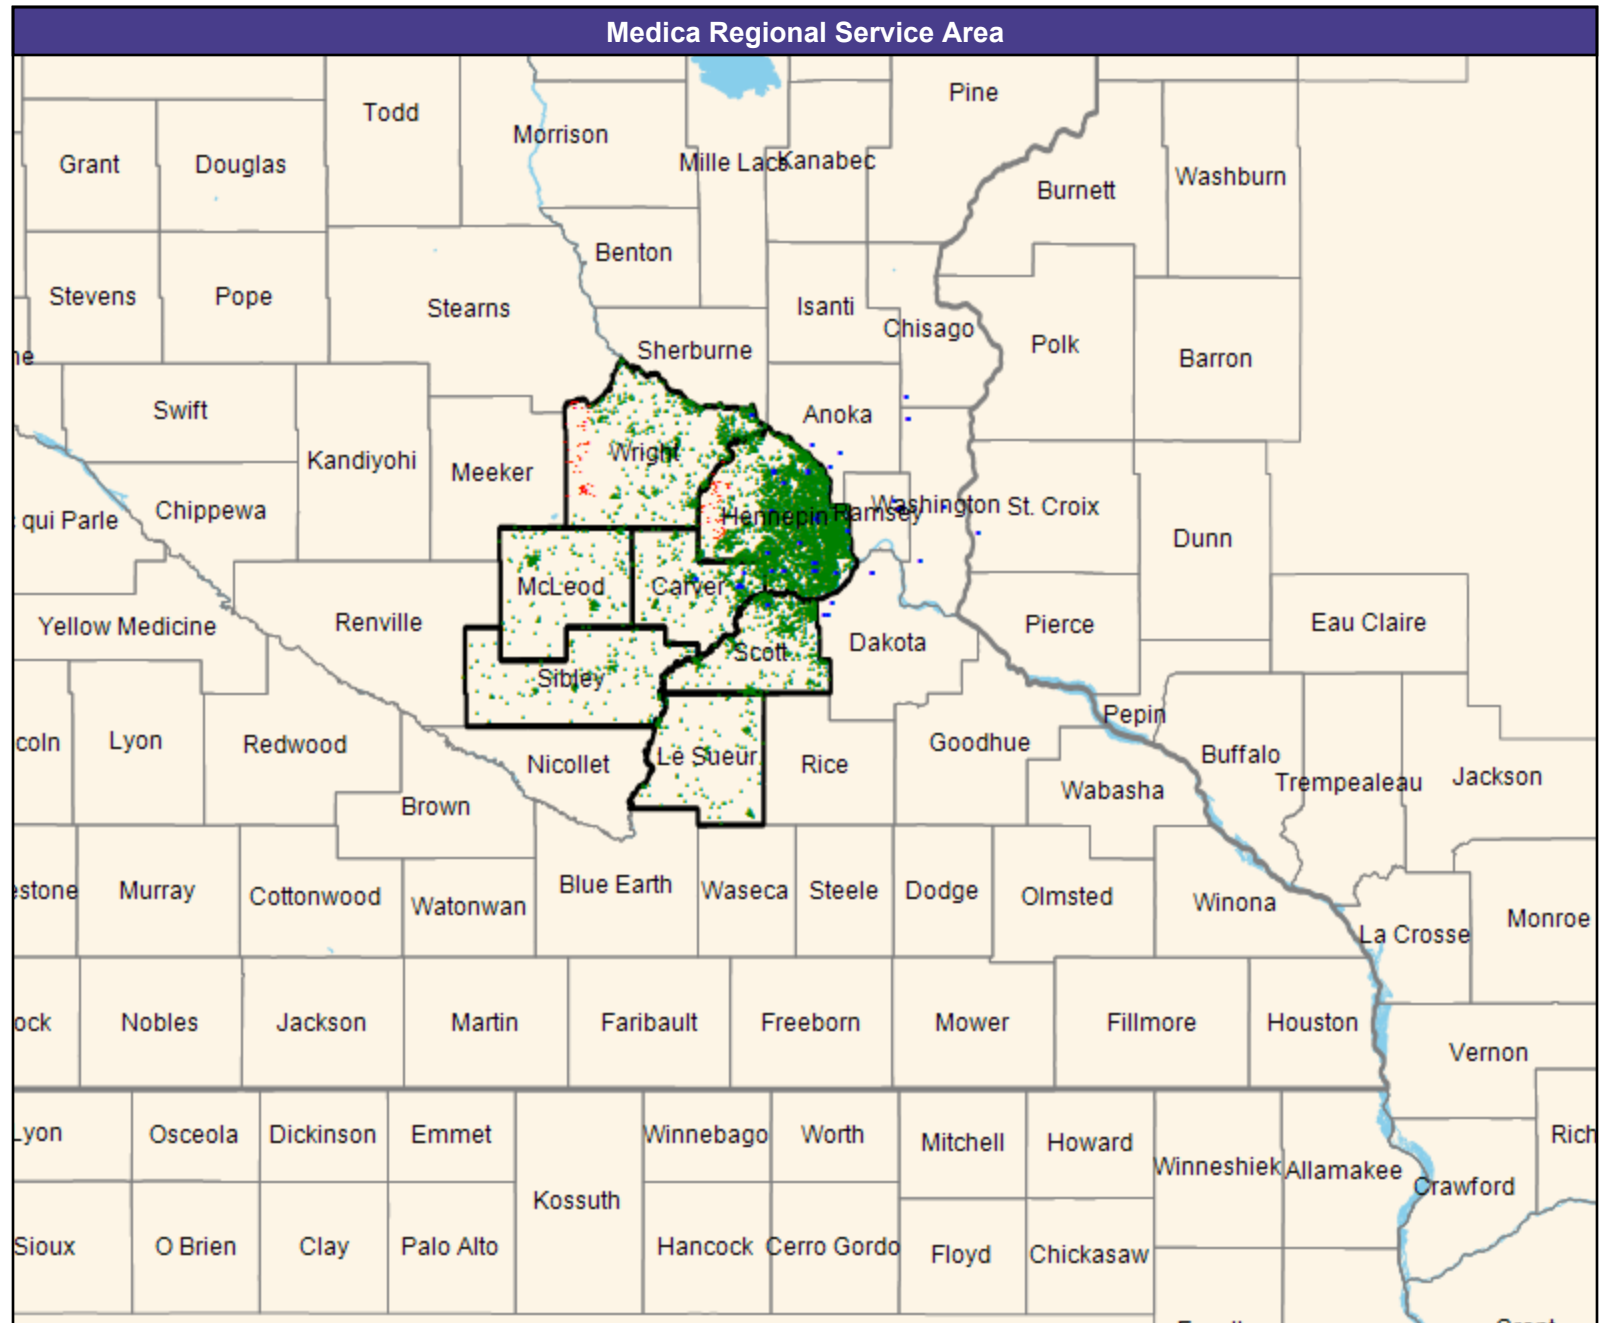 Medica Regional Service Area
Pine
Todd
Morrison
Mille Lacs
Kanabec
Grant
Douglas
Washburn
Burnett
Benton
Stevens
Pope
Stearns
Isanti
Chisago
Sherburne
Polk
Barron
ne
Swift
Anoka
Wright
Kandiyohi
Meeker
Chippewa
qui Parle
Hennepin
Ramsey
Washington
St. Croix
Dunn
McLeod
Carver
Yellow Medicine
Renville
Pierce
Eau Claire
Dakota
Scott
Sibley
Pepin
coln
Lyon
Redwood
Nicollet
Le Sueur
Rice
Goodhue
Buffalo
Trempealeau
Jackson
Wabasha
Brown
estone
Murray
Cottonwood
Watonwan
Blue Earth
Waseca
Steele
Dodge
Olmsted
Winona
La Crosse
Monroe
ock
Nobles
Jackson
Martin
Faribault
Freeborn
Mower
Fillmore
Houston
Vernon
Lyon
Osceola
Dickinson
Emmet
Winnebago
Worth
Mitchell
Howard
Rich
Winneshiek
Allamakee
Crawford
Kossuth
Sioux
O Brien
Clay
Palo Alto
Hancock
Cerro Gordo
Floyd
Chickasaw